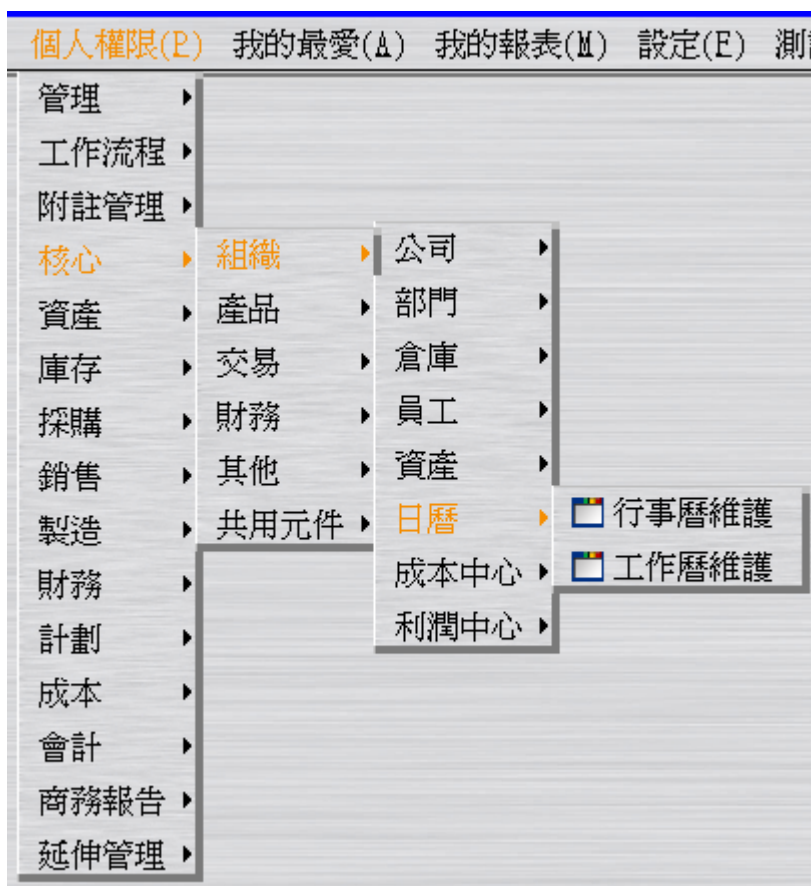 個人權限(P) 我的最愛(A) 我的報表(M) 設定(F) 測
管理
工作流程
附註管理
核心
資產
庫存
採購
銷售
製造
財務
計劃
成本
會計
商務報告
延伸管理
組織
產品
交易
財務
其他
共用元件
公司
部門
倉庫
員工
資產
日曆
成本中心
利潤中心
行事曆維護
工作曆維護